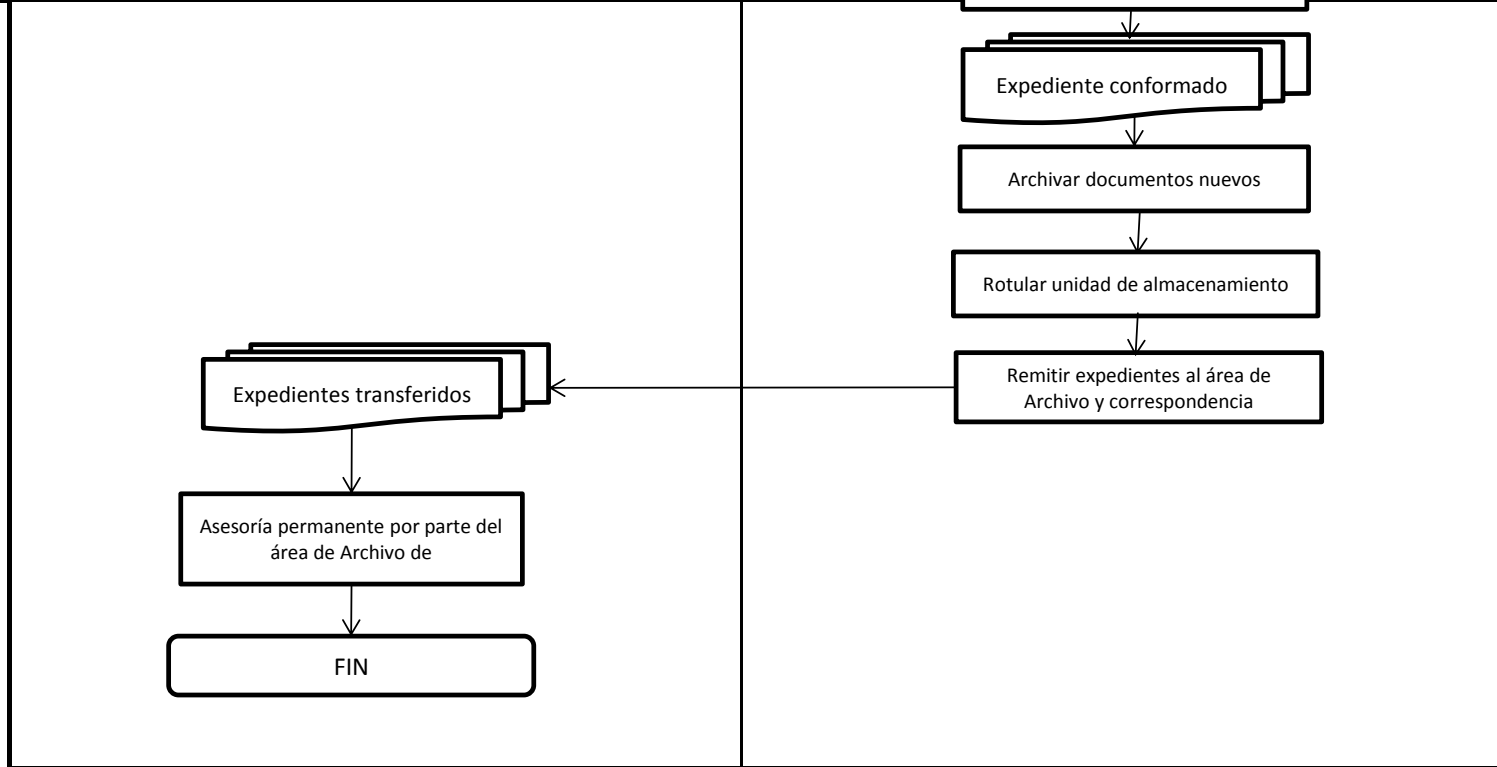 Expediente conformado
Archivar documentos nuevos
Rotular unidad de almacenamiento
Remitir expedientes al área de
Archivo y correspondencia
Expedientes transferidos
Asesoría permanente por parte del
área de Archivo de
FIN